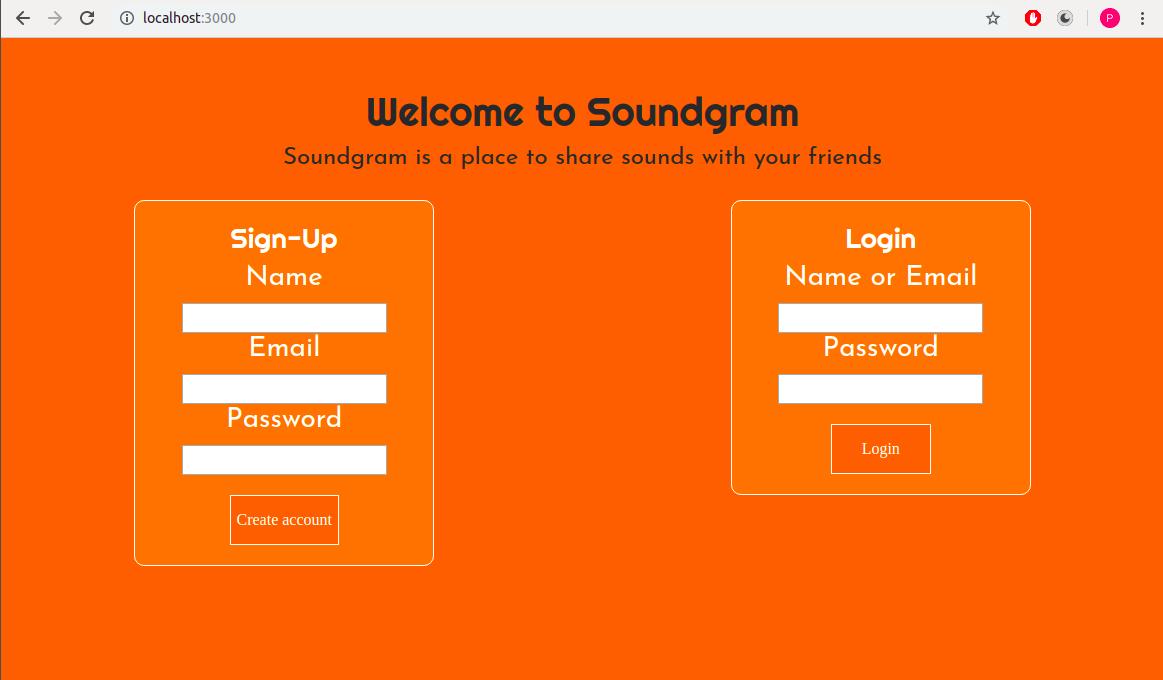 localhost:3000
P
Welcome to Soundgram
Soundgram is a place to share sounds with your friends
Sign-Up
Name
Email
Password
Create account
Login
Name or Email
Password
Login